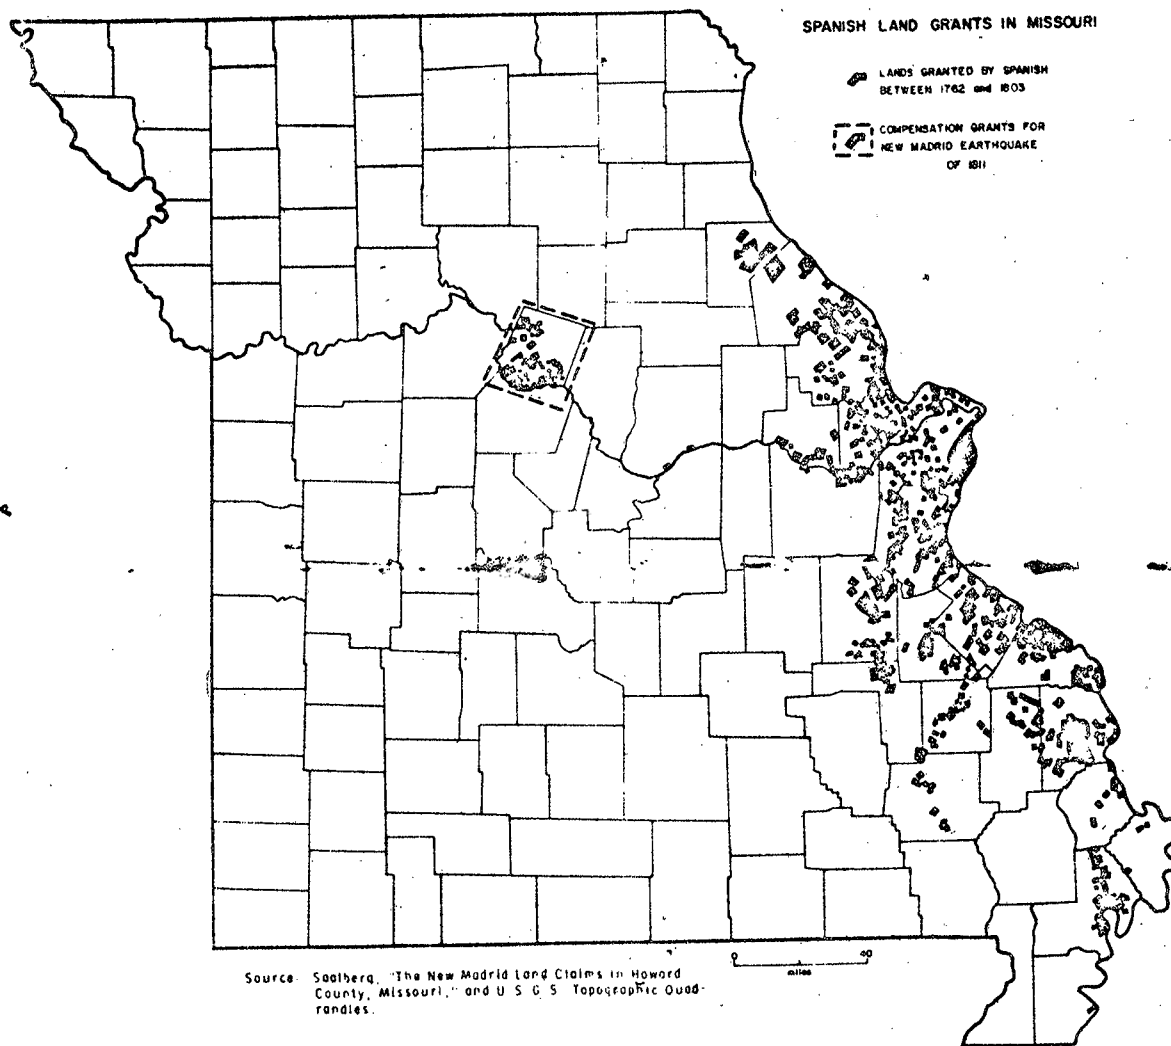 SPANISH LAND GRANTS IN MISSOURI
LANDS GRANTED BY SPANISH
BETWEEN 1762 and 1803
COMPENSATION GRANTS FOR
NEW MADRID EARTHQUAKE
OF 1811
0 40
miles
Source: Saalberg, "The New Madrid Land Claims in Howard
County, Missouri," and U S G S Topographic Quad-
rangles.